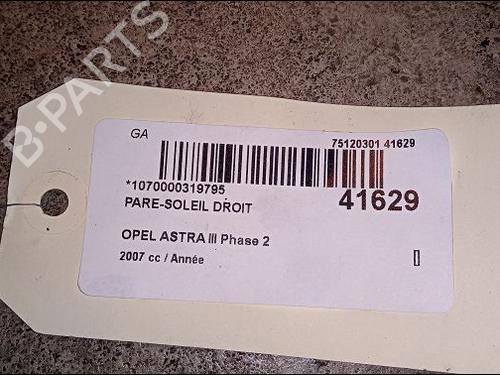 B-PARTS
GA
75120301 41629
*1070000319795
41629
PARE-SOLEIL DROIT
OPEL ASTRA III Phase 2
2007 cc / Année
[]